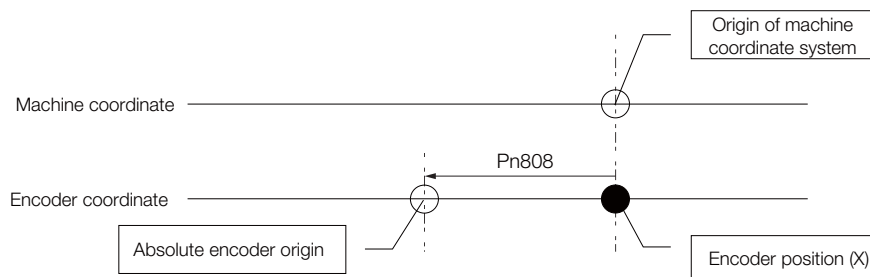 Origin of machine
coordinate system
Machine coordinate
Pn808
Encoder coordinate
Absolute encoder origin
Encoder position (X)